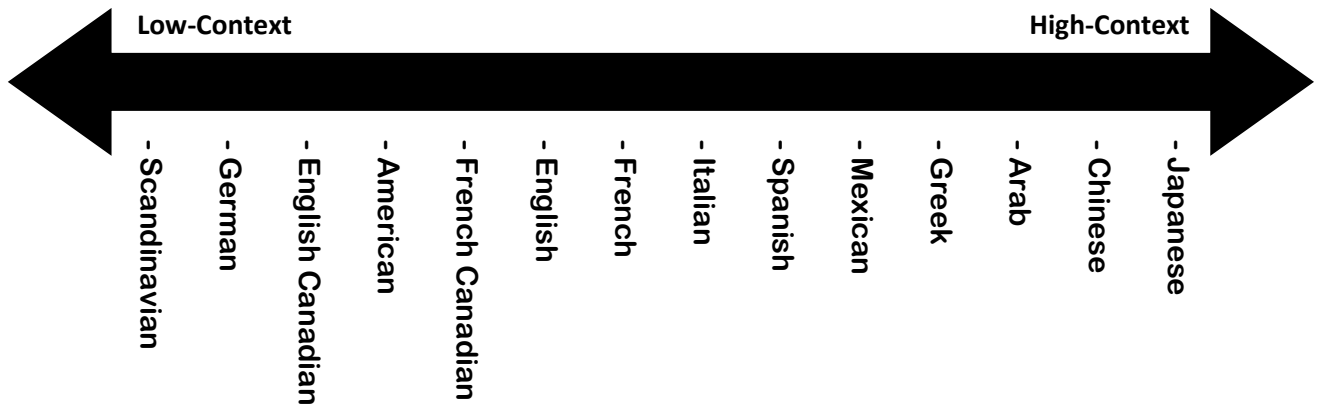 Low-Context
High-Context
- Scandinavian
- German
- English Canadian
- American
- French Canadian
- English
- French
- Italian
- Spanish
- Mexican
- Greek
- Arab
- Chinese
- Japanese